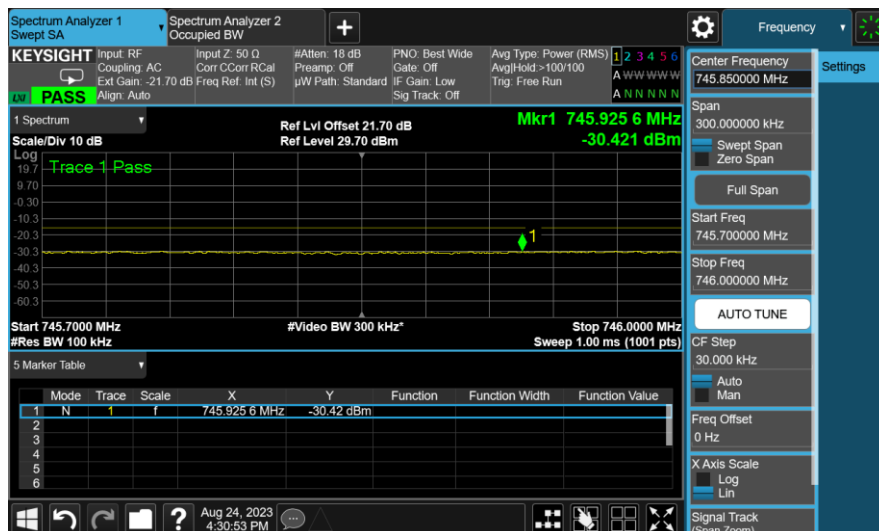 Spectrum Analyzer 1
Swept SA
Spectrum Analyzer 2
Occupied BW
Frequency
KEYSIGHT
Input: RF
Coupling: AC
Ext Gain: -21.70 dB
Align: Auto
Input Z: 50 Ω
Corr CCorr RCal
Freq Ref: Int (S)
#Atten: 18 dB
Preamp: Off
µW Path: Standard
PNO: Best Wide
Gate: Off
IF Gain: Low
Sig Track: Off
Avg Type: Power (RMS)
Avg|Hold:>100/100
Trig: Free Run
1 2 3 4 5 6
A W W W W W
A N N N N N
LXI PASS
1 Spectrum
Scale/Div 10 dB
Ref Lvl Offset 21.70 dB
Ref Level 29.70 dBm
Mkr1 745.925 6 MHz
-30.421 dBm
Log
Trace 1 Pass
19.7
9.70
-0.30
-10.3
-20.3
-30.3
-40.3
-50.3
-60.3
1
Start 745.7000 MHz
#Res BW 100 kHz
#Video BW 300 kHz*
Stop 746.0000 MHz
Sweep 1.00 ms (1001 pts)
5 Marker Table
Mode Trace Scale X Y Function Function Width Function Value
1 N 1 f 745.925 6 MHz -30.42 dBm
2
3
4
5
6
Aug 24, 2023
4:30:53 PM
Center Frequency
745.850000 MHz
Span
300.000000 kHz
Swept Span
Zero Span
Full Span
Start Freq
745.700000 MHz
Stop Freq
746.000000 MHz
AUTO TUNE
CF Step
30.000 kHz
Auto
Man
Freq Offset
0 Hz
X Axis Scale
Log
Lin
Signal Track
(Span Zoom)
Settings